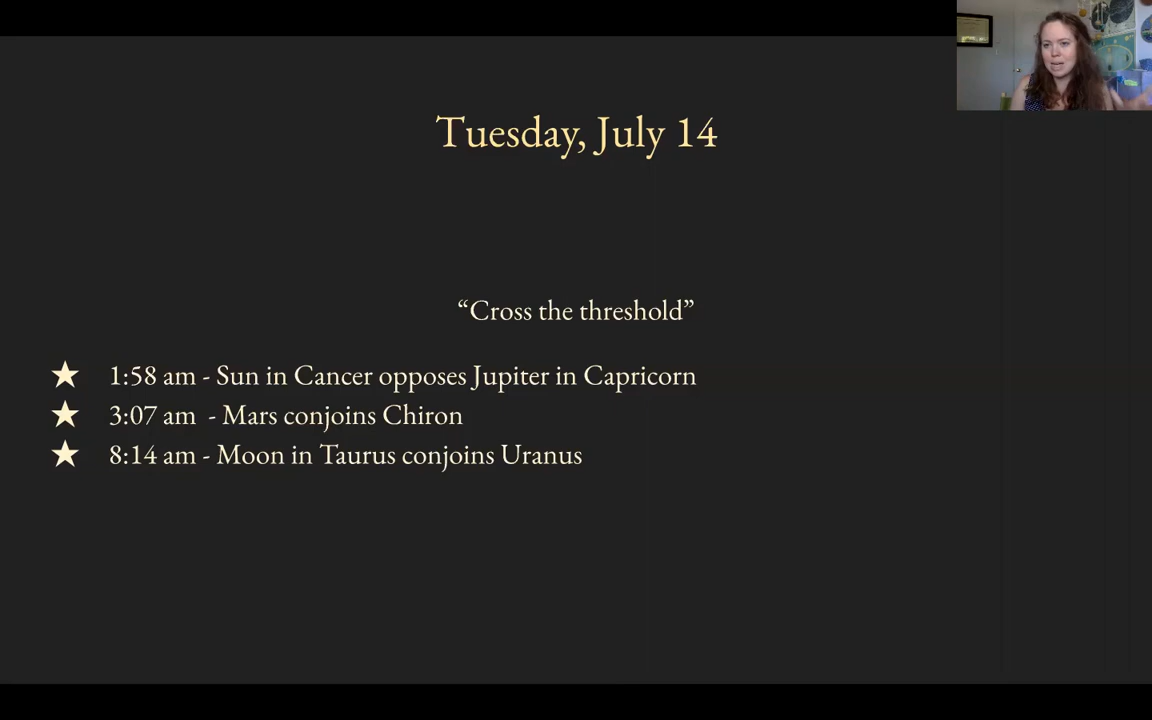 Tuesday, July 14
“Cross the threshold”
★ 1:58 am - Sun in Cancer opposes Jupiter in Capricorn
★ 3:07 am  - Mars conjoins Chiron
★ 8:14 am - Moon in Taurus conjoins Uranus